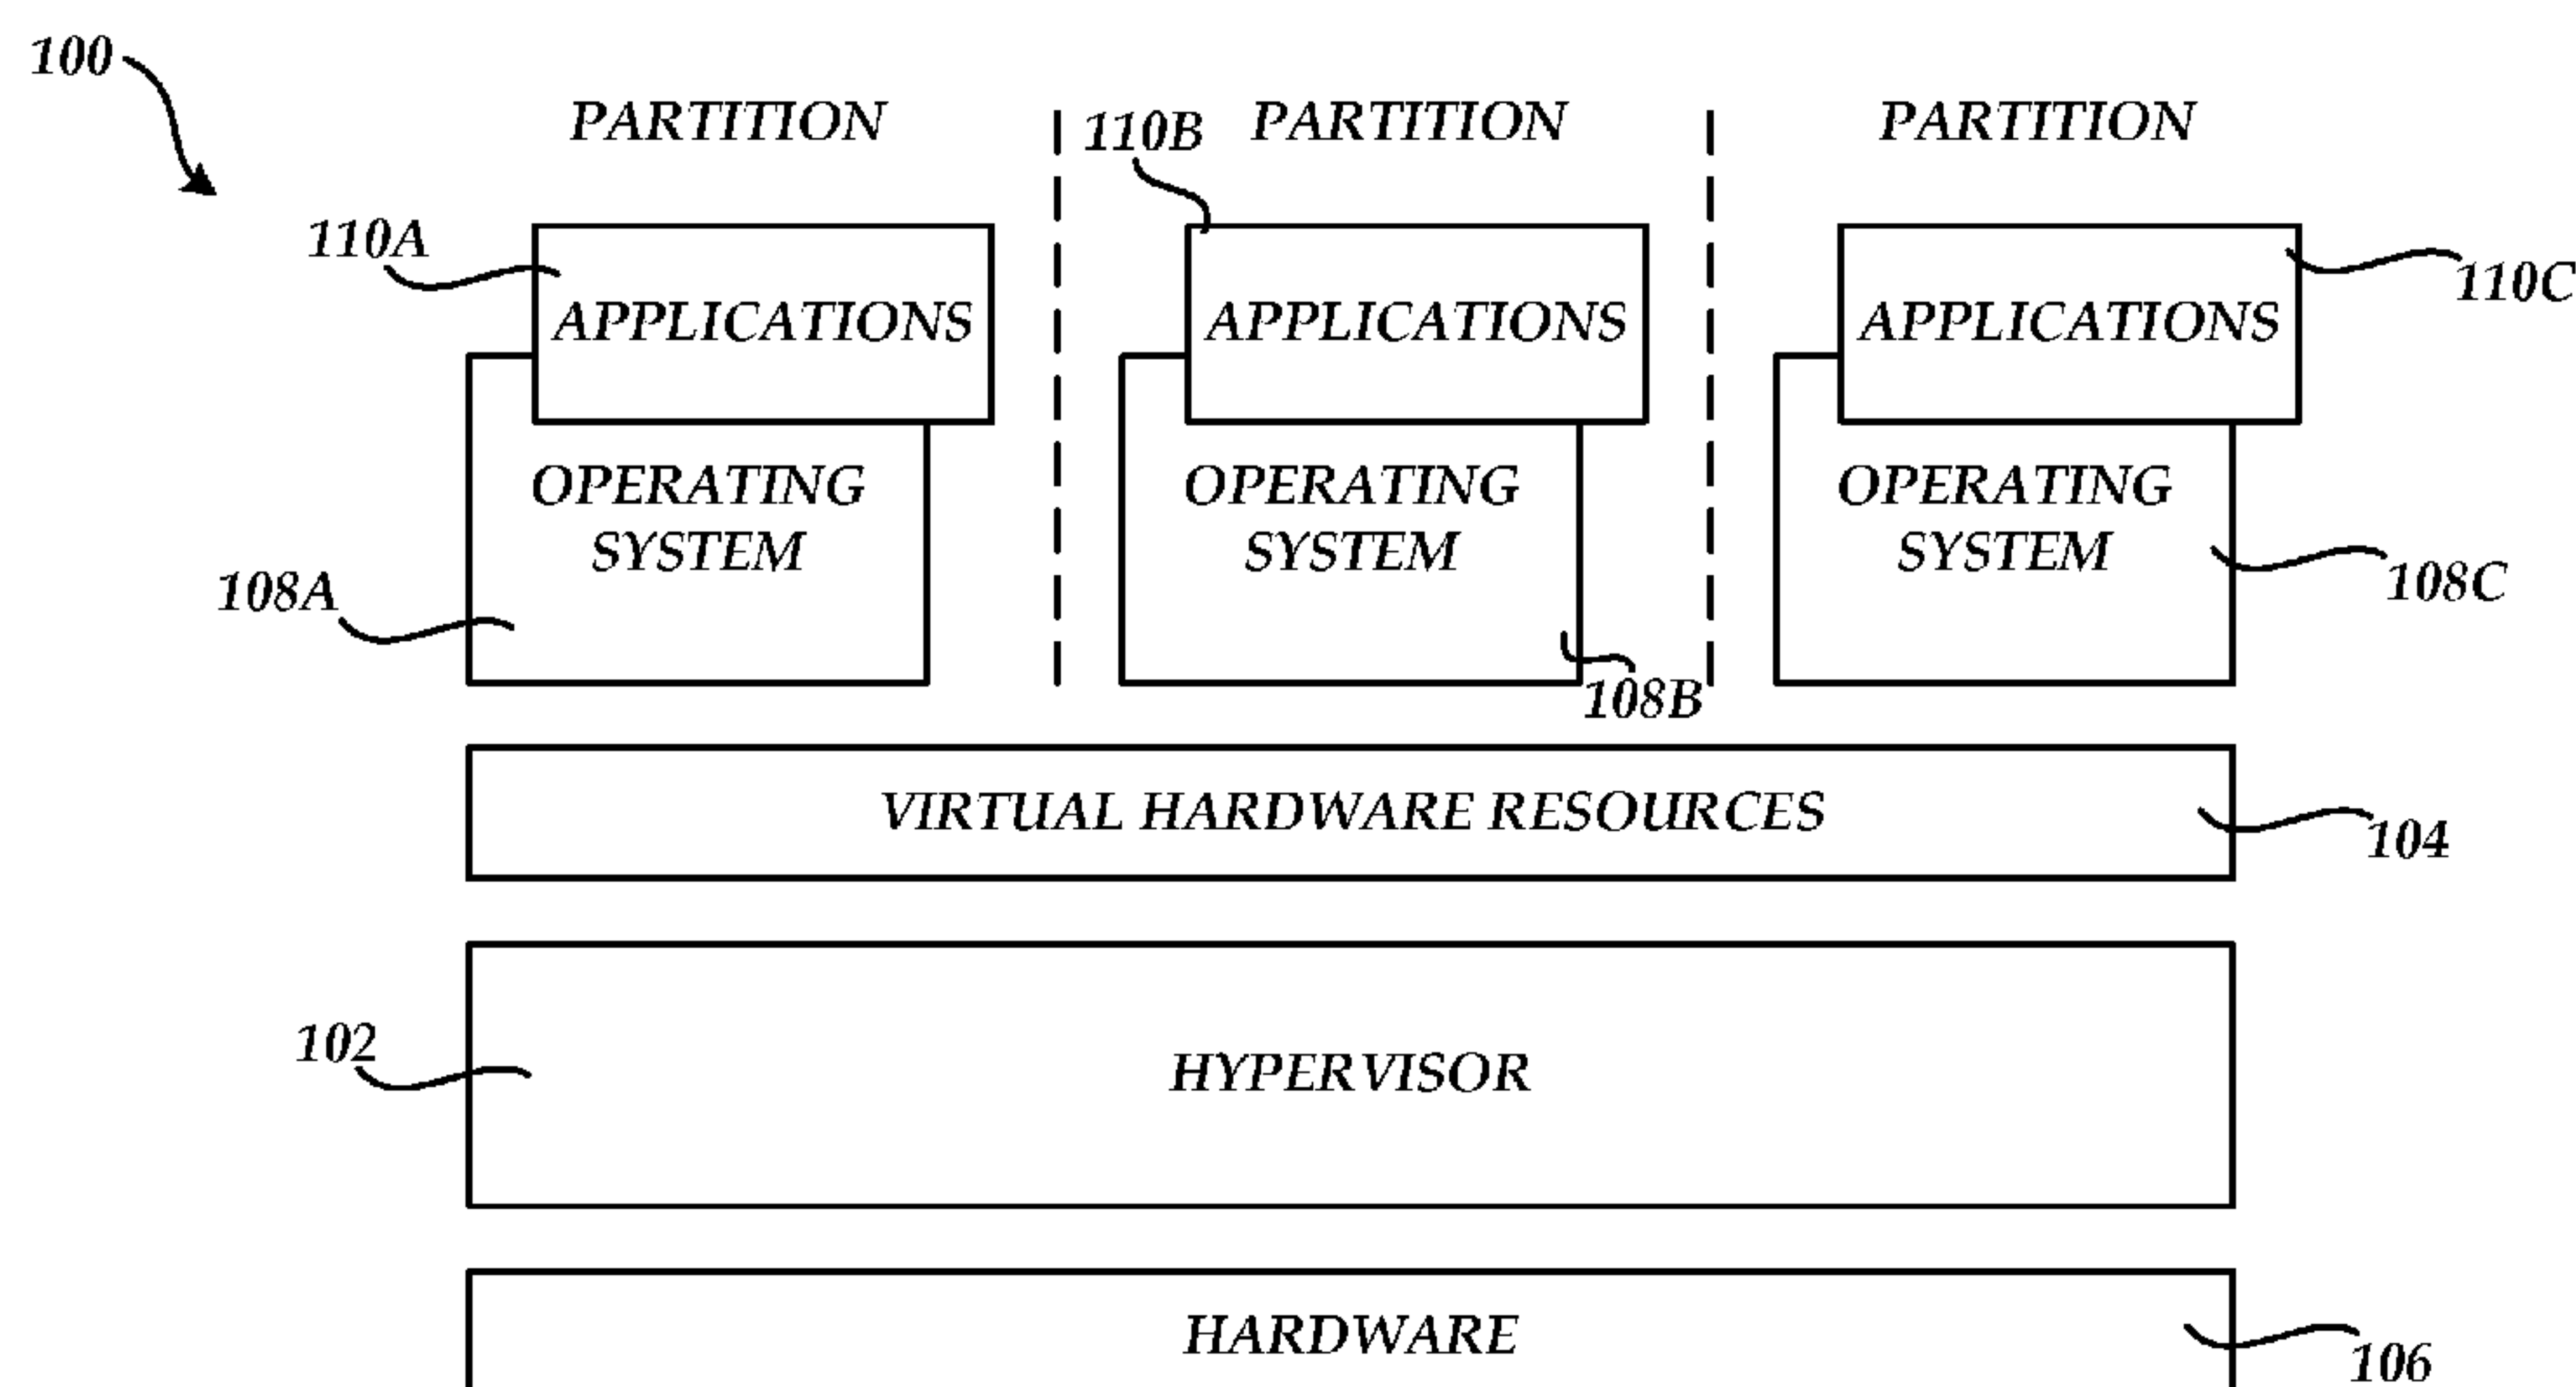 100
PARTITION
110B
PARTITION
PARTITION
110A
110C
APPLICATIONS
APPLICATIONS
APPLICATIONS
OPERATING
SYSTEM
OPERATING
SYSTEM
OPERATING
SYSTEM
108A
108C
108B
VIRTUAL HARDWARE RESOURCES
104
102
HYPERVISOR
HARDWARE
106